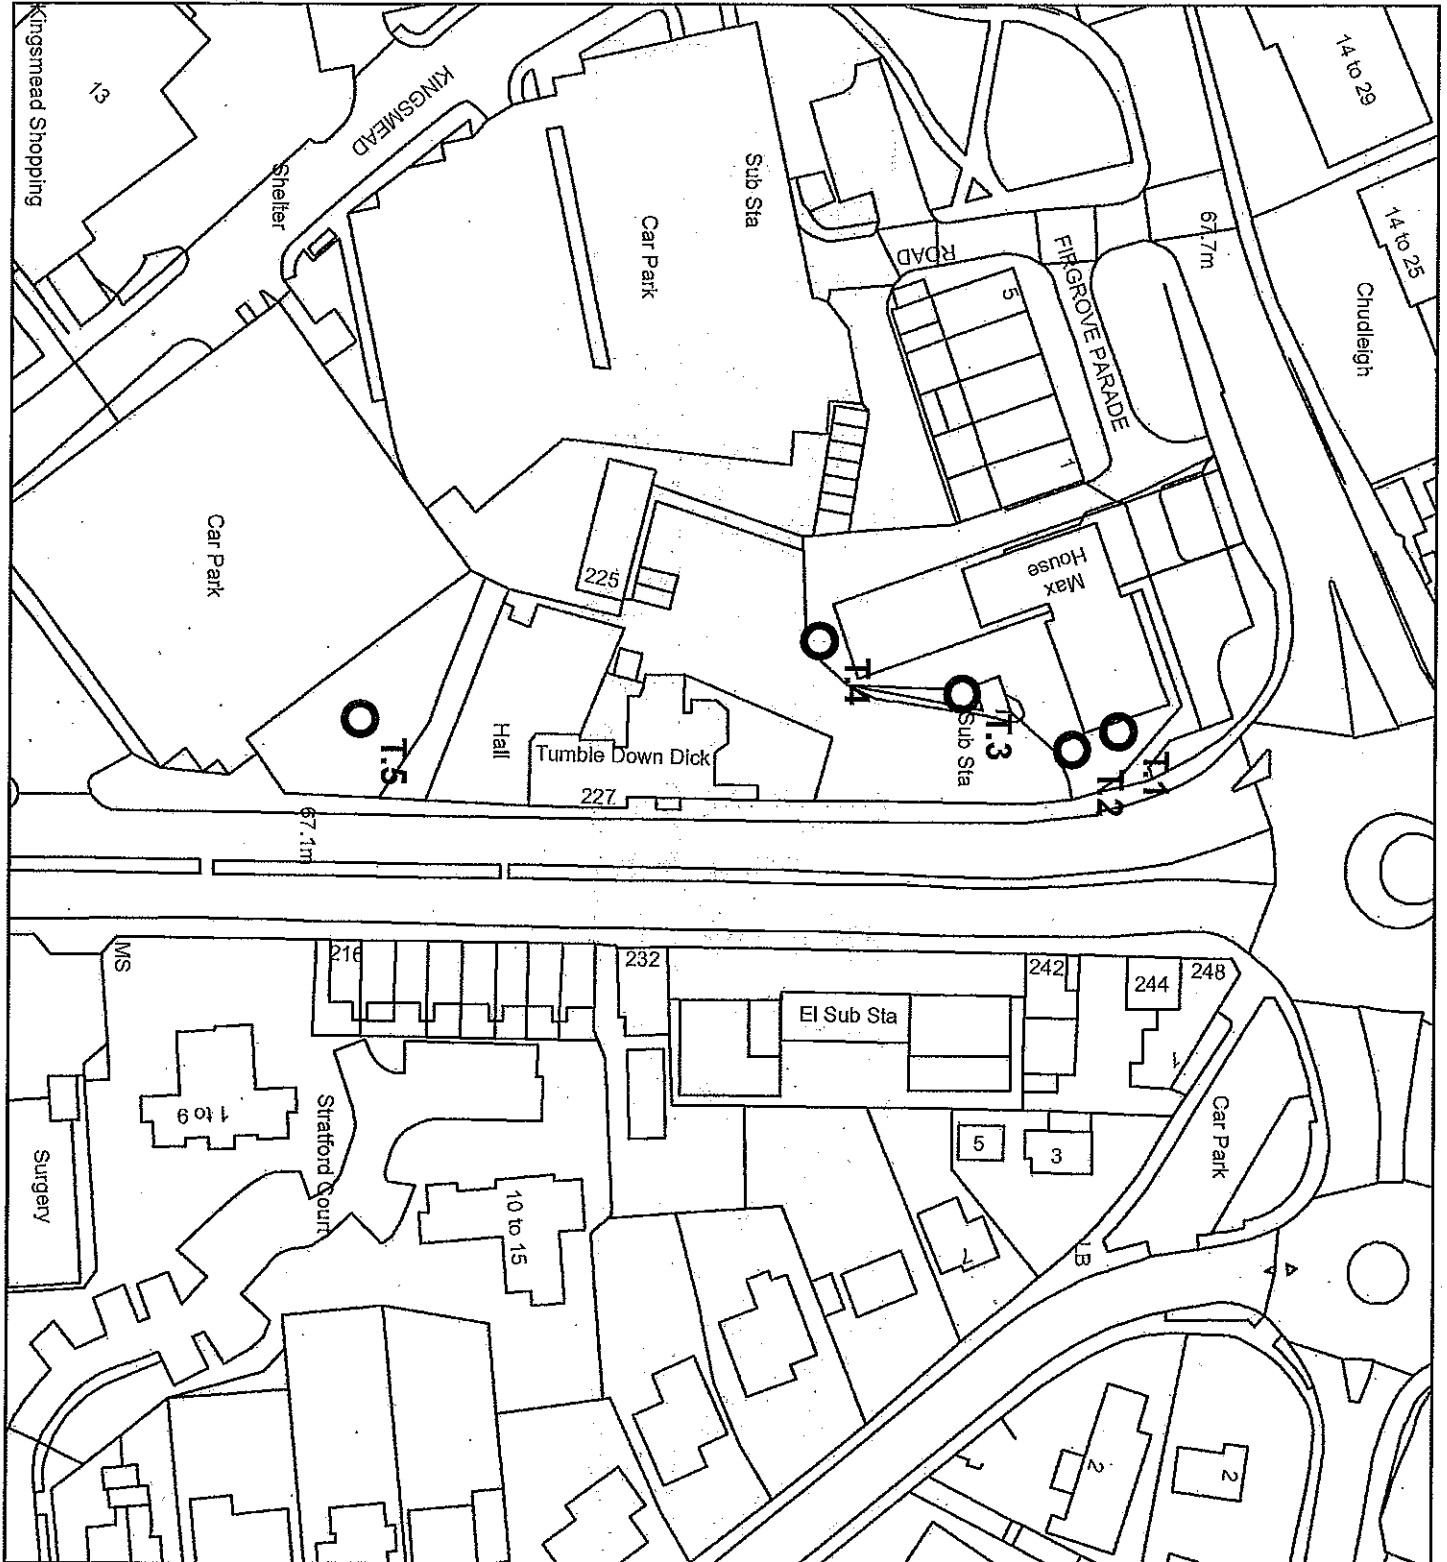 Kingsmead Shopping
13
KINGSMEAD
Shelter
Sub Sta
Car Park
14 to 29
14 to 25
67.7m
Chudleigh
ROAD
FIRGROVE PARADE
5
1
Max
House
Car Park
225
T.4
T.3
Sub Sta
T.1
T.2
T.5
Hall
Tumble Down Dick
227
67.1m
MS
216
232
242
244
248
El Sub Sta
1
1 to 9
Stratford Court
Surgery
10 to 15
5
3
7
Car Park
LB
2
2